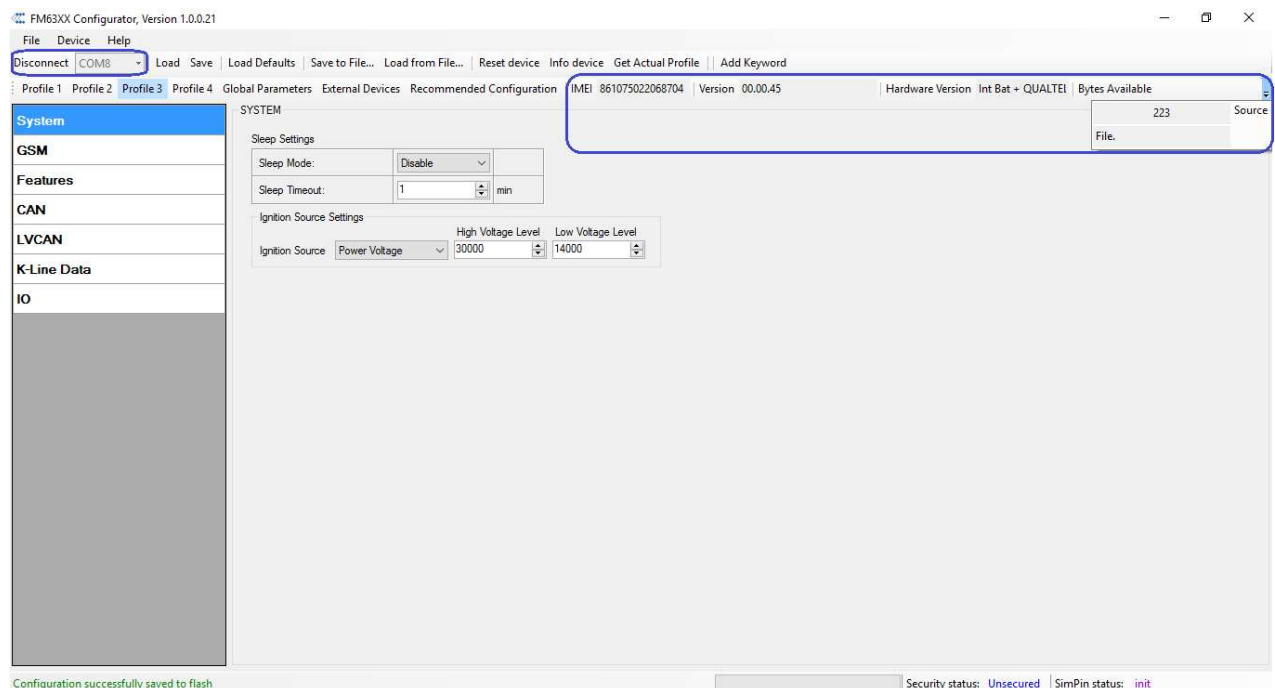 FM63XX Configurator, Version 1.0.0.21
File Device Help
Disconnect COM8 Load Save Load Defaults Save to File... Load from File... Reset device Info device Get Actual Profile Add Keyword
Profile 1 Profile 2 Profile 3 Profile 4 Global Parameters External Devices Recommended Configuration IMEI 861075022068704 Version 00.00.45 Hardware Version Int Bat + QUALTEL Bytes Available
223 Source
File.
System
GSM
Features
CAN
LVCAN
K-Line Data
IO
SYSTEM
Sleep Settings
Sleep Mode: Disable
Sleep Timeout: 1 min
Ignition Source Settings
High Voltage Level Low Voltage Level
Ignition Source Power Voltage 30000 14000
Configuration successfully saved to flash Security status: Unsecured SimPin status: init